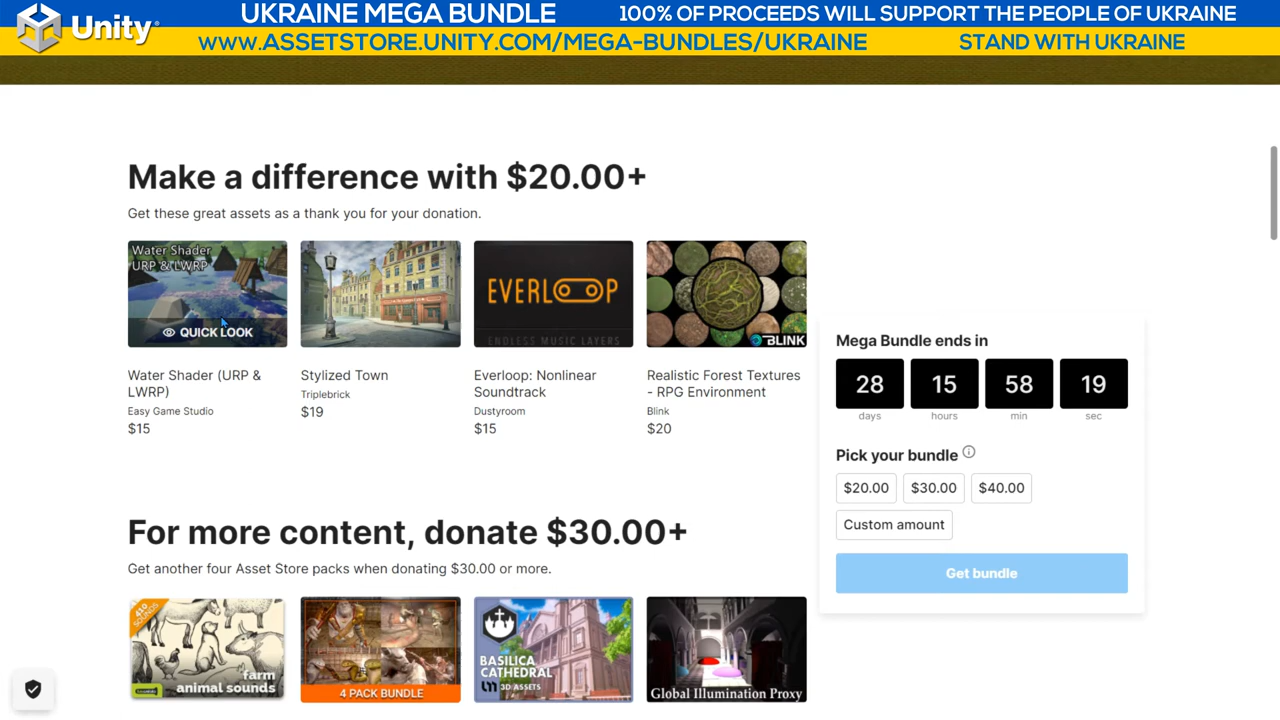 Unity
UKRAINE MEGA BUNDLE
100% OF PROCEEDS WILL SUPPORT THE PEOPLE OF UKRAINE
WWW.ASSETSTORE.UNITY.COM/MEGA-BUNDLES/UKRAINE
STAND WITH UKRAINE
Make a difference with $20.00+
Get these great assets as a thank you for your donation.
Water Shader
URP & LWRP
QUICK LOOK
EVERLOOP
ENDLESS MUSIC LAYERS
BLINK
Water Shader (URP &
LWRP)
Easy Game Studio
$15
Stylized Town
Triplebrick
$19
Everloop: Nonlinear
Soundtrack
Dustyroom
$15
Realistic Forest Textures
- RPG Environment
Blink
$20
Mega Bundle ends in
28
15
58
19
days
hours
min
sec
Pick your bundle
$20.00
$30.00
$40.00
Custom amount
Get bundle
For more content, donate $30.00+
Get another four Asset Store packs when donating $30.00 or more.
410
SOUNDS
farm
animal sounds
4 PACK BUNDLE
BASILICA
CATHEDRAL
3D ASSETS
Global Illumination Proxy